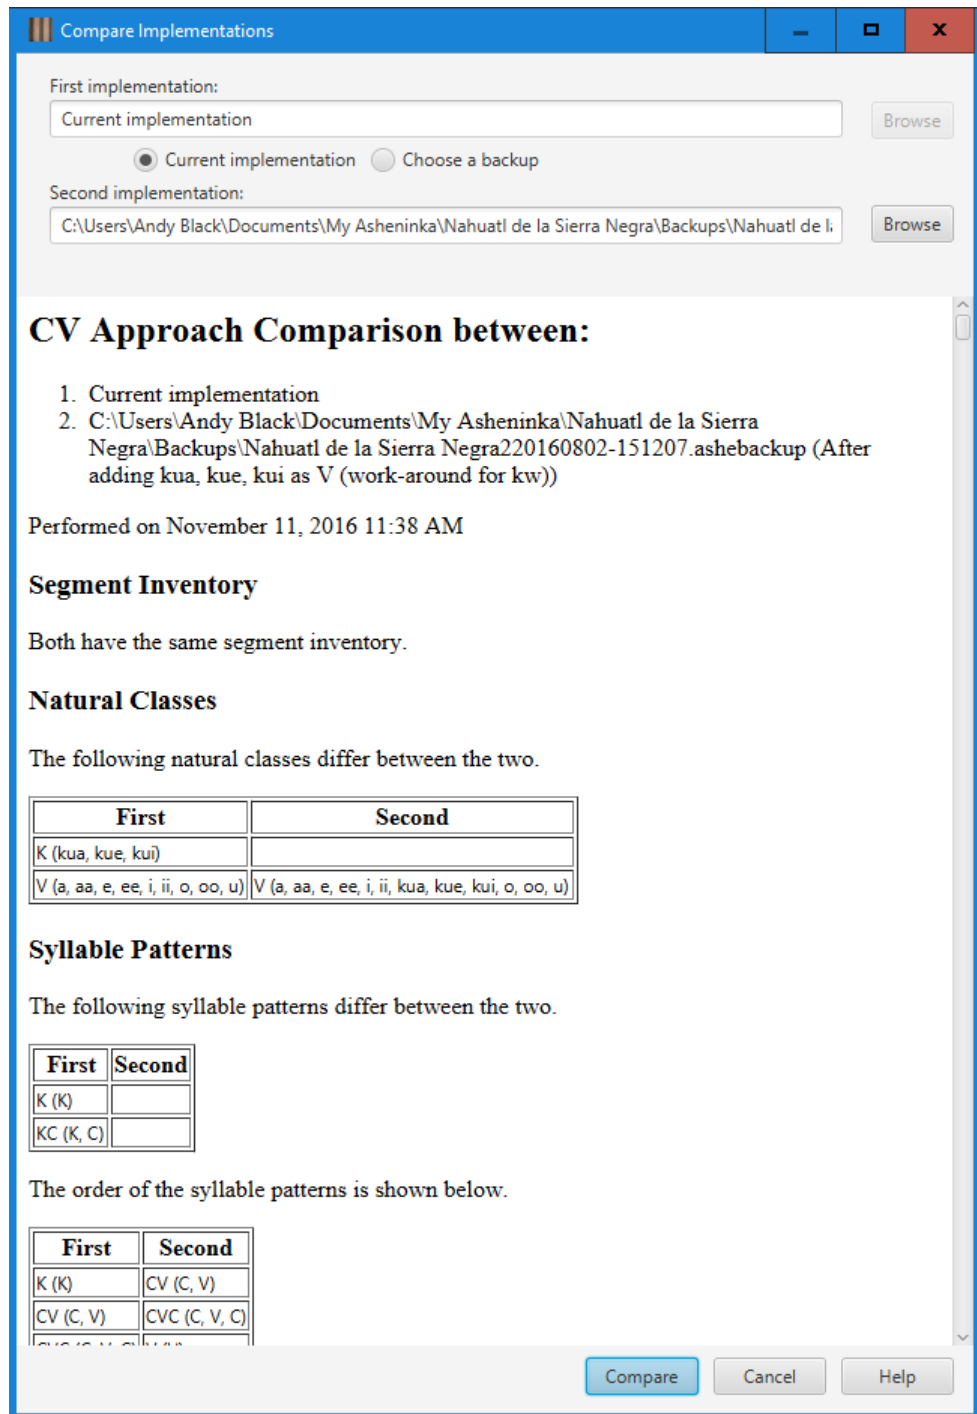 Compare Implementations
First implementation:
Current implementation
Browse
Current implementation Choose a backup
Second implementation:
C:\Users\Andy Black\Documents\My Asheninka\Nahuatl de la Sierra Negra\Backups\Nahuatl de
Browse
CV Approach Comparison between:
1. Current implementation
2. C:\Users\Andy Black\Documents\My Asheninka\Nahuatl de la Sierra
Negra\Backups\Nahuatl de la Sierra Negra220160802-151207.ashebackup (After
adding kua, kue, kui as V (work-around for kw))
Performed on November 11, 2016 11:38 AM
Segment Inventory
Both have the same segment inventory.
Natural Classes
The following natural classes differ between the two.
First Second
K (kua, kue, kui)
V (a, aa, e, ee, i, ii, o, oo, u) V (a, aa, e, ee, i, ii, kua, kue, kui, o, oo, u)
Syllable Patterns
The following syllable patterns differ between the two.
First Second
K (K)
KC (K, C)
The order of the syllable patterns is shown below.
First Second
K (K) CV (C, V)
CV (C, V) CVC (C, V, C)
Compare Cancel Help